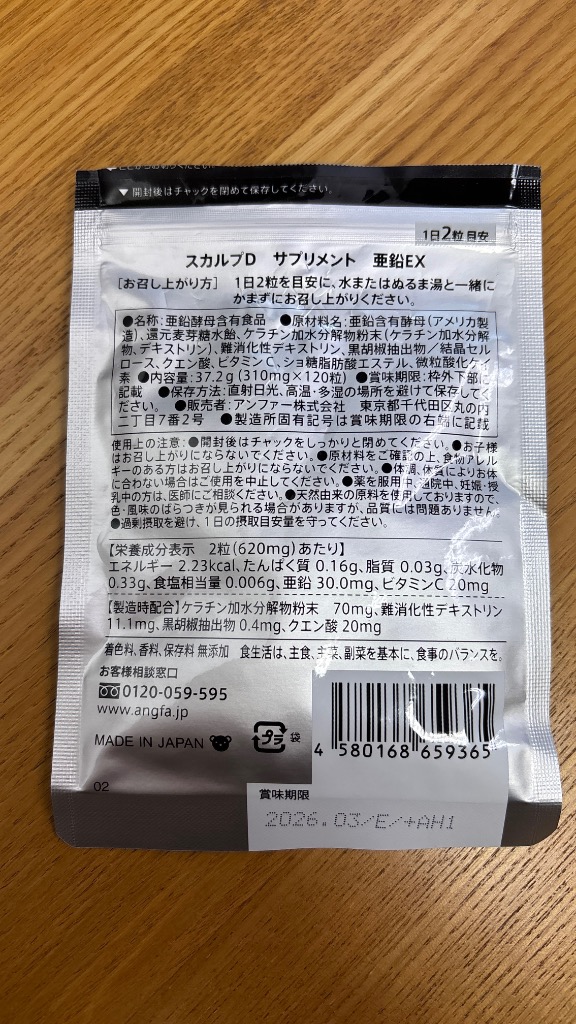 ▼開封後はチャックを閉めて保存してください。
1日2粒目安
スカルプD サプリメント 亜鉛EX
[お召し上がり方] 1日2粒を目安に、水またはぬるま湯と一緒に
かまずにお召し上がりください。
●名称:亜鉛酵母含有食品 ●原材料名:亜鉛含有酵母(アメリカ製
造)、還元麦芽糖水飴、ケラチン加水分解物粉末(ケラチン加水分解
物、デキストリン)、難消化性デキストリン、黒胡椒抽出物/結晶セル
ロース、クエン酸、ビタミンC、ショ糖脂肪酸エステル、微粒酸化ケイ
素 ●内容量:37.2g(310mg×120粒) ●賞味期限:枠外下部に
記載 ●保存方法:直射日光、高温・多湿の場所を避けて保存してく
ださい。 ●販売者:アンファー株式会社 東京都千代田区丸の内
二丁目7番2号 ●製造所固有記号は賞味期限の右端に記載
使用上の注意:●開封後はチャックをしっかりと閉めてください。●お子様
はお召し上がりにならないでください。●原材料をご確認の上、食物アレル
ギーのある方はお召し上がりにならないでください。●体調、体質によりお体
に合わない場合はご使用を中止してください。●薬を服用中、通院中、妊娠・授
乳中の方は、医師にご相談ください。●天然由来の原料を使用しておりますので、
色・風味のばらつきが見られる場合がありますが、品質には問題ありません。
●過剰摂取を避け、1日の摂取目安量を守ってください。
【栄養成分表示 2粒(620mg)あたり】
エネルギー 2.23kcal、たんぱく質 0.16g、脂質 0.03g、炭水化物
0.33g、食塩相当量 0.006g、亜鉛 30.0mg、ビタミンC 20mg
【製造時配合】ケラチン加水分解物粉末 70mg、難消化性デキストリン
11.1mg、黒胡椒抽出物 0.4mg、クエン酸 20mg
着色料、香料、保存料 無添加 食生活は、主食、主菜、副菜を基本に、食事のバランスを。
お客様相談窓口
0120-059-595
www.angfa.jp
MADE IN JAPAN
プラ 袋
4 580168 659365
02
賞味期限
2026.03/E/+AH1